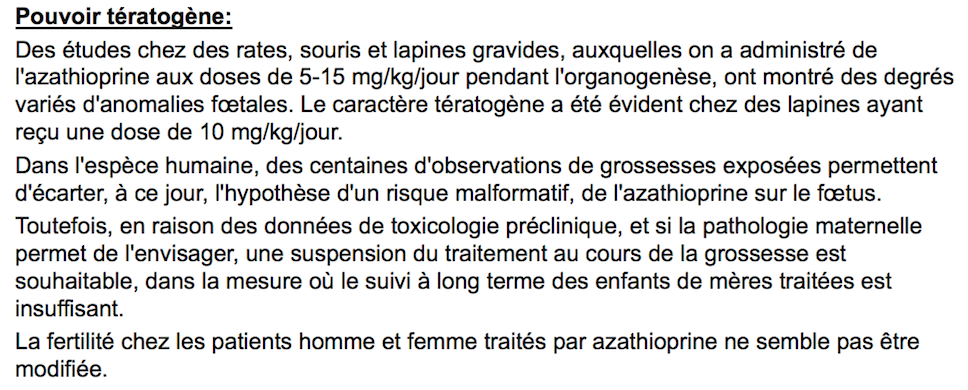 Pouvoir tératogène:
Des études chez des rates, souris et lapines gravides, auxquelles on a administré de
l'azathioprine aux doses de 5-15 mg/kg/jour pendant l'organogenèse, ont montré des degrés
variés d'anomalies fœtales. Le caractère tératogène a été évident chez des lapines ayant
reçu une dose de 10 mg/kg/jour.
Dans l'espèce humaine, des centaines d'observations de grossesses exposées permettent
d'écarter, à ce jour, l'hypothèse d'un risque malformatif, de l'azathioprine sur le fœtus.
Toutefois, en raison des données de toxicologie préclinique, et si la pathologie maternelle
permet de l'envisager, une suspension du traitement au cours de la grossesse est
souhaitable, dans la mesure où le suivi à long terme des enfants de mères traitées est
insuffisant.
La fertilité chez les patients homme et femme traités par azathioprine ne semble pas être
modifiée.